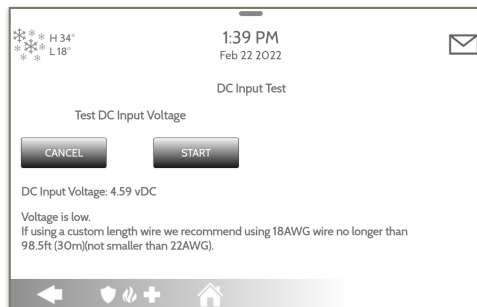 H 34°
L 18°
1:39 PM
Feb 22 2022
DC Input Test
Test DC Input Voltage
CANCEL
START
DC Input Voltage: 4.59 vDC
Voltage is low.
If using a custom length wire we recommend using 18AWG wire no longer than
98.5ft (30m)(not smaller than 22AWG).